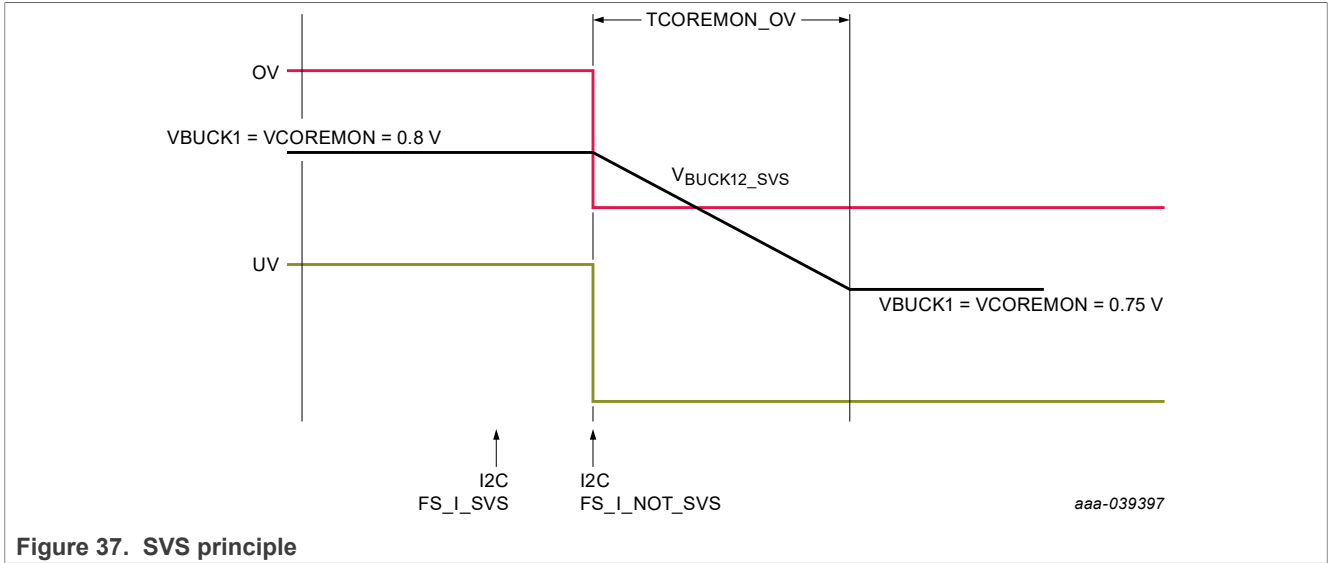 TCOREMON_OV
OV
VBUCK1 = VCOREMON = 0.8 V
VBUCK12_SVS
UV
VBUCK1 = VCOREMON = 0.75 V
I2C
FS_I_SVS
I2C
FS_I_NOT_SVS
aaa-039397
Figure 37. SVS principle